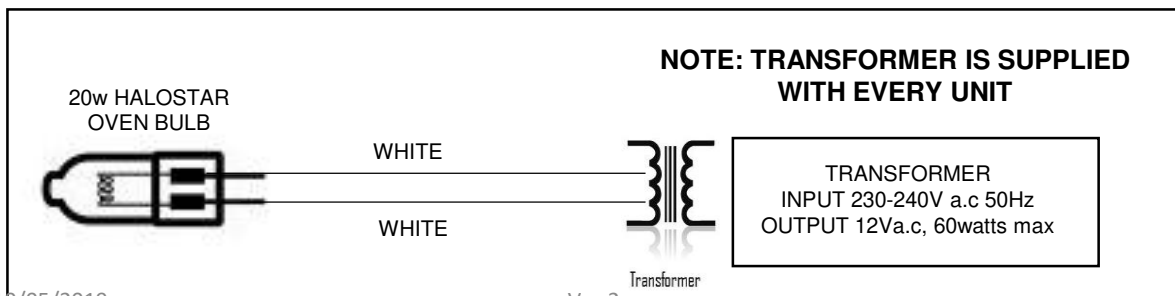 NOTE: TRANSFORMER IS SUPPLIED
WITH EVERY UNIT
20w HALOSTAR
OVEN BULB
WHITE
WHITE
TRANSFORMER
INPUT 230-240V a.c 50Hz
OUTPUT 12Va.c, 60watts max
Transformer